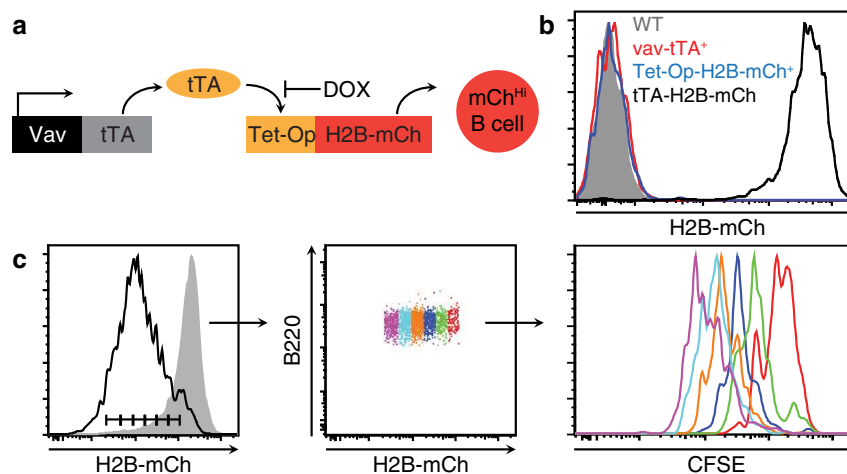 a
tTA
DOX
Vav
tTA
Tet-Op
H2B-mCh
mChHi
B cell
b
WT
vav-tTA+
Tet-Op-H2B-mCh+
tTA-H2B-mCh
H2B-mCh
c
H2B-mCh
B220
H2B-mCh
CFSE